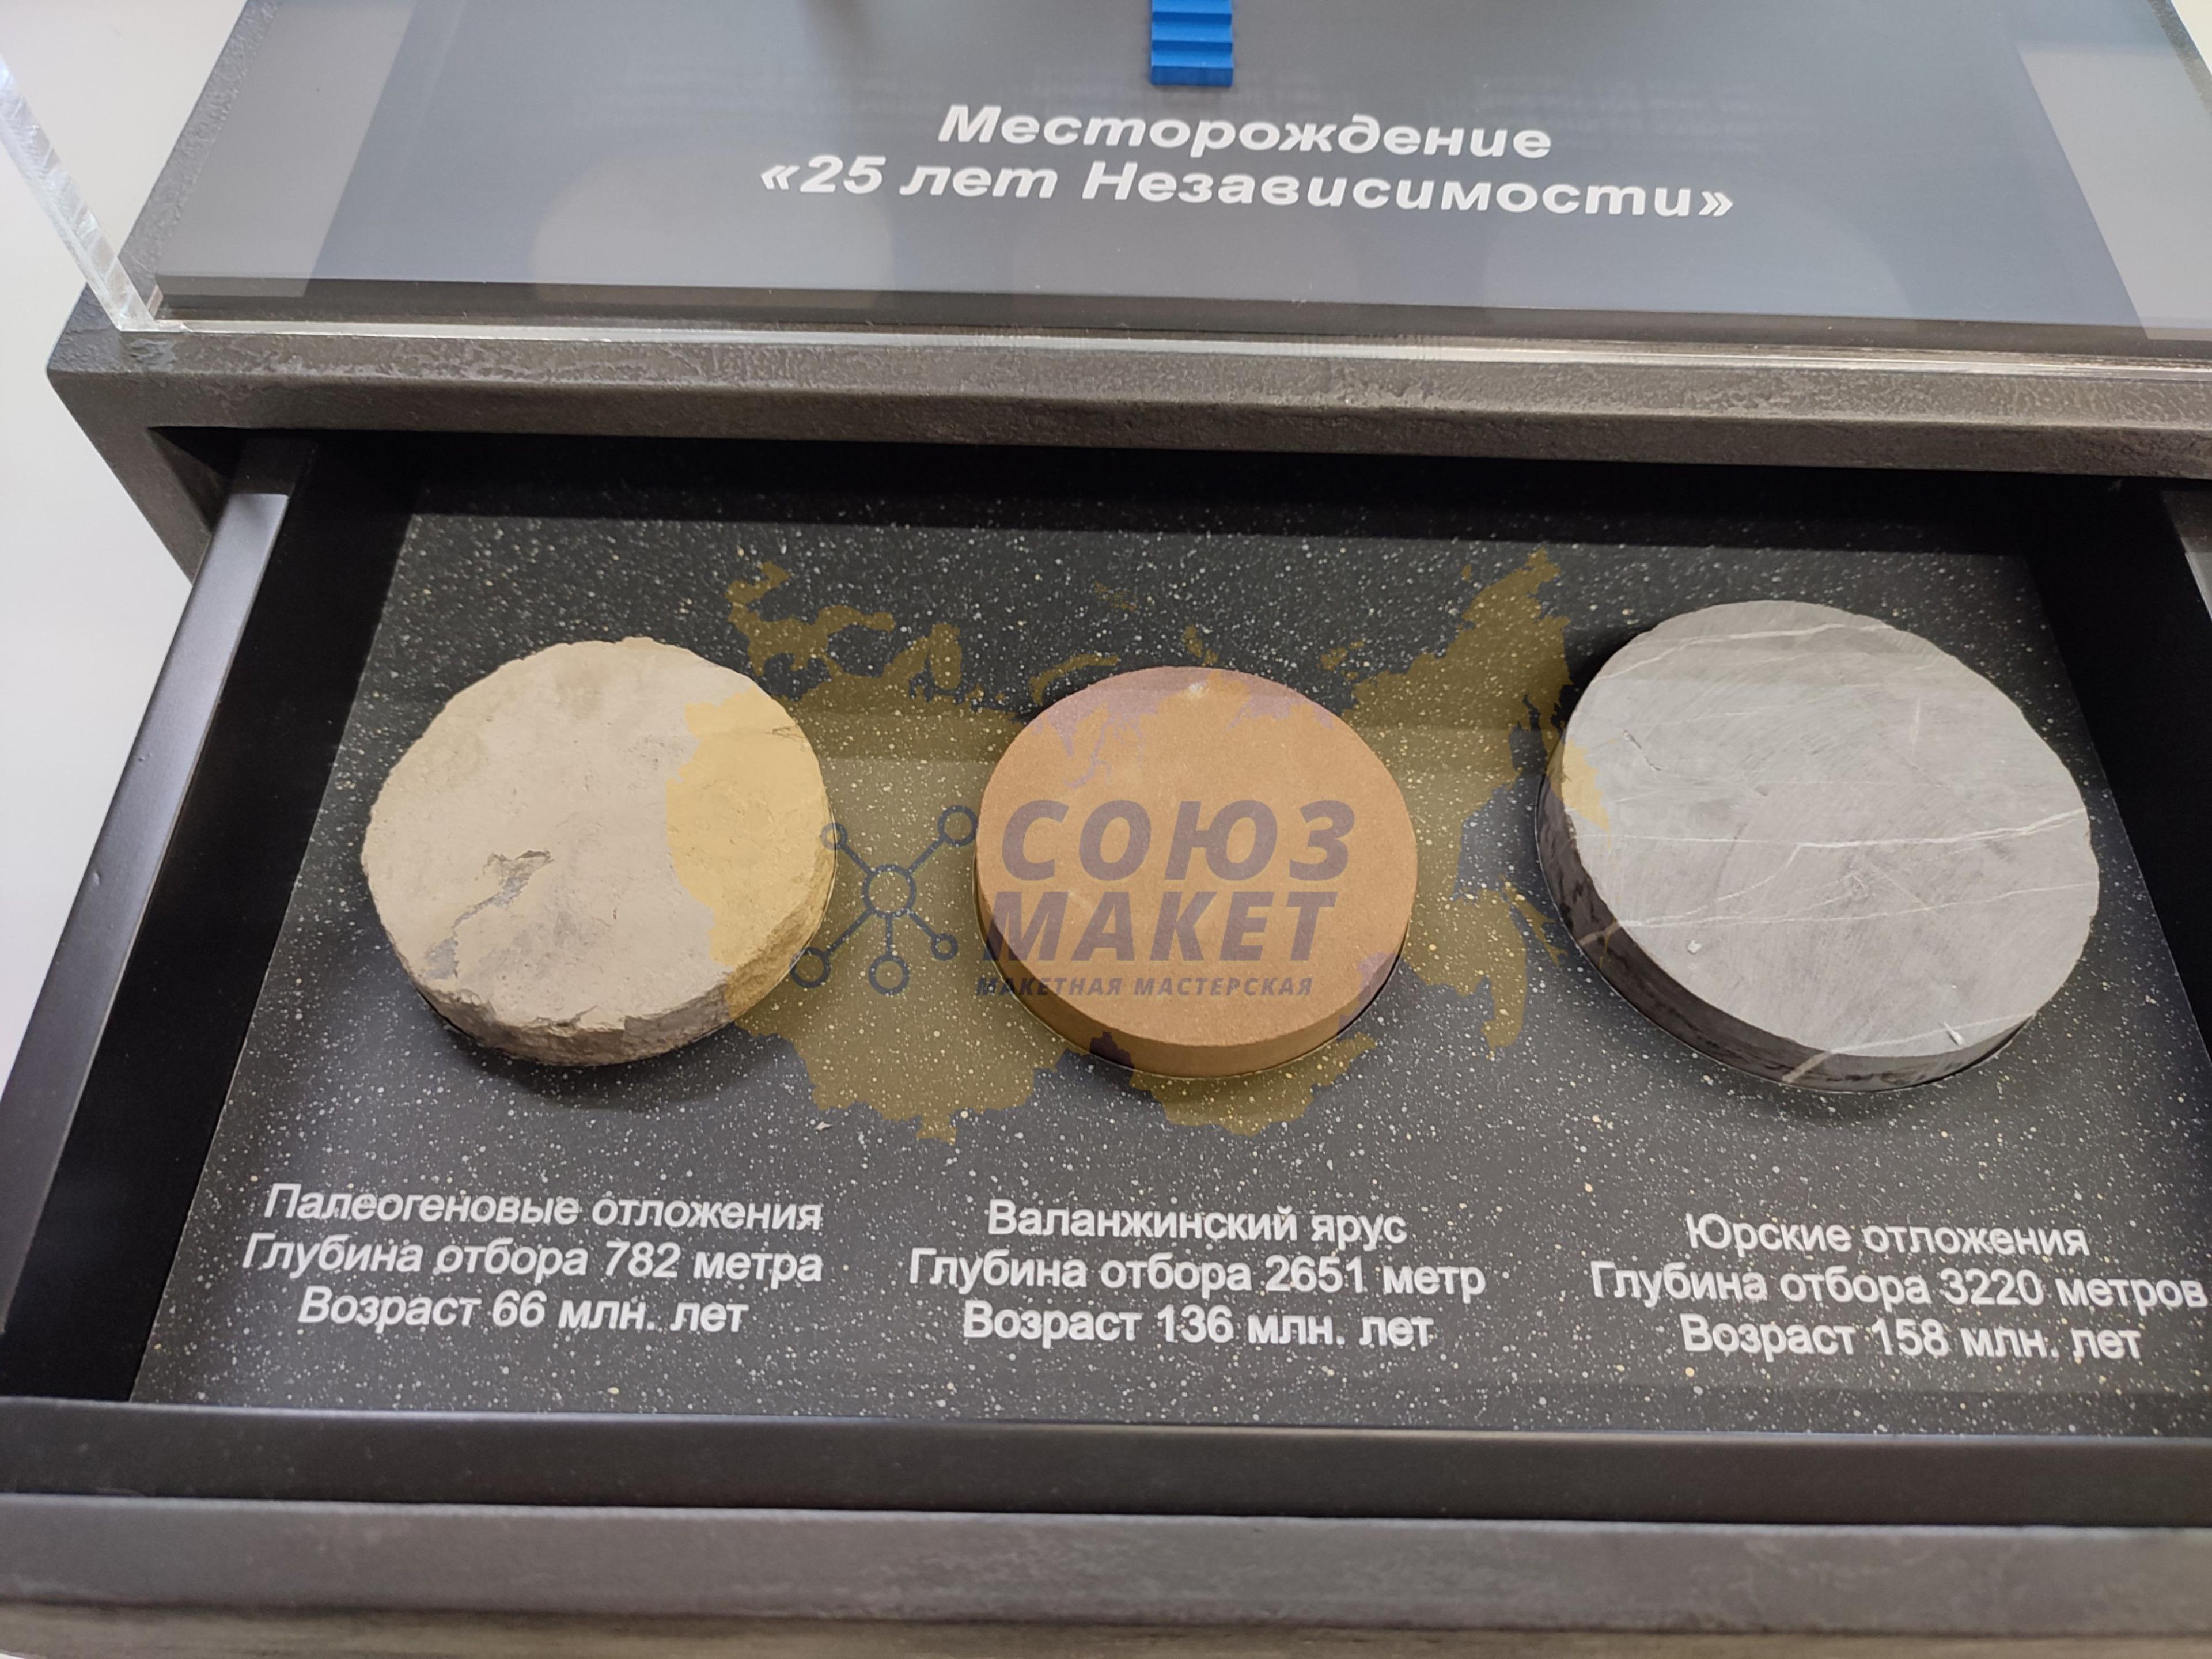 Месторождение
«25 лет Независимости»
СОЮЗ
МАКЕТ
МАКЕТНАЯ МАСТЕРСКАЯ
Палеогеновые отложения
Глубина отбора 782 метра
Возраст 66 млн. лет
Валанжинский ярус
Глубина отбора 2651 метр
Возраст 136 млн. лет
Юрские отложения
Глубина отбора 3220 метров
Возраст 158 млн. лет